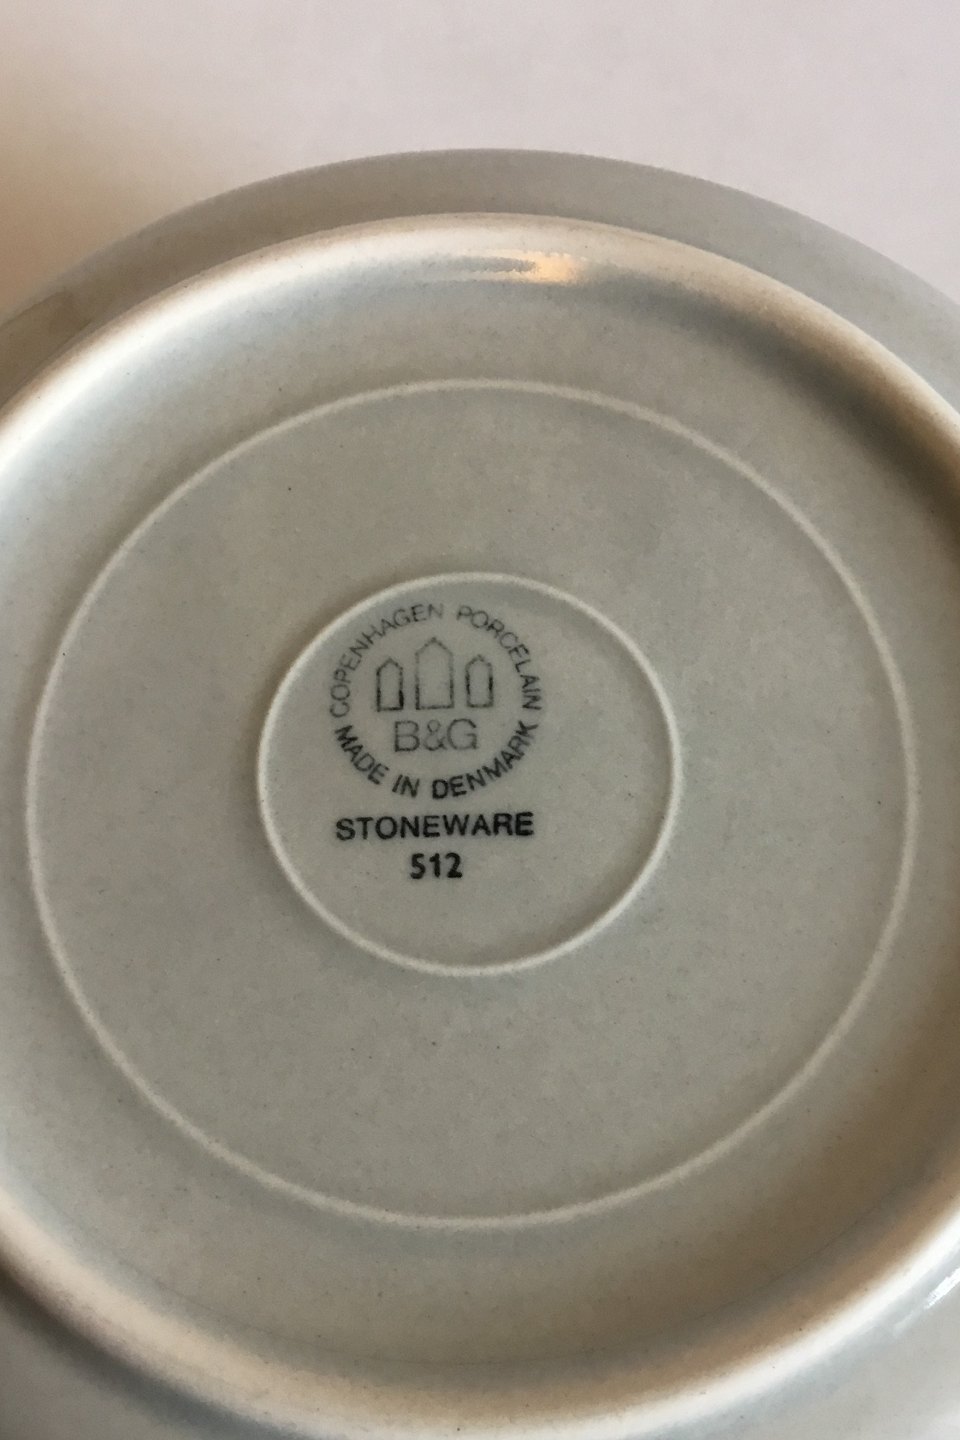 COPENHAGEN PORCELAIN
B&G
MADE IN DENMARK
STONEWARE
512